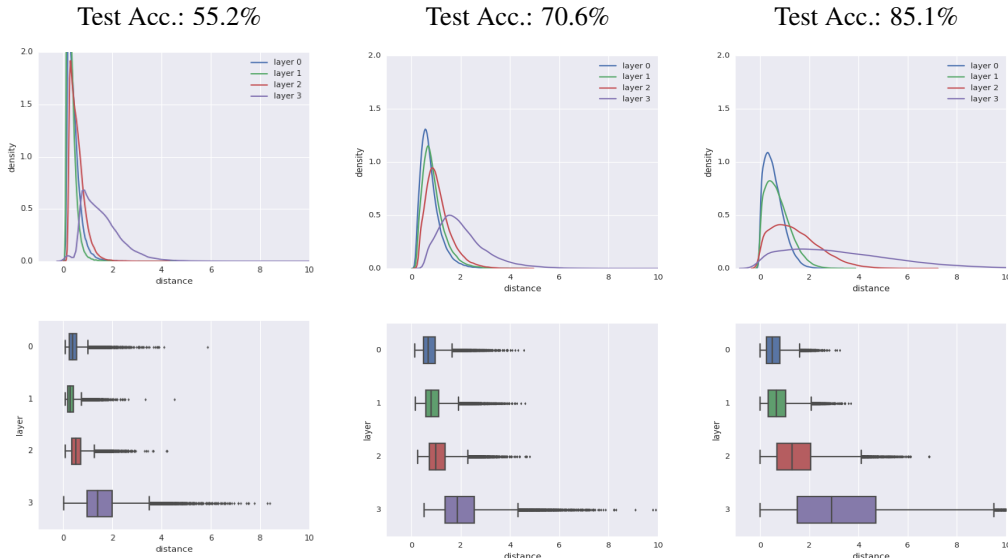 Test Acc.: 55.2%
Test Acc.: 70.6%
Test Acc.: 85.1%
2.0
1.5
1.0
0.5
0.0
density
layer 0
layer 1
layer 2
layer 3
0 2 4 6 8 10
distance
2.0
1.5
1.0
0.5
0.0
density
layer 0
layer 1
layer 2
layer 3
0 2 4 6 8 10
distance
2.0
1.5
1.0
0.5
0.0
density
layer 0
layer 1
layer 2
layer 3
0 2 4 6 8 10
distance
0
1
2
3
layer
0 2 4 6 8 10
distance
0
1
2
3
layer
0 2 4 6 8 10
distance
0
1
2
3
layer
0 2 4 6 8 10
distance